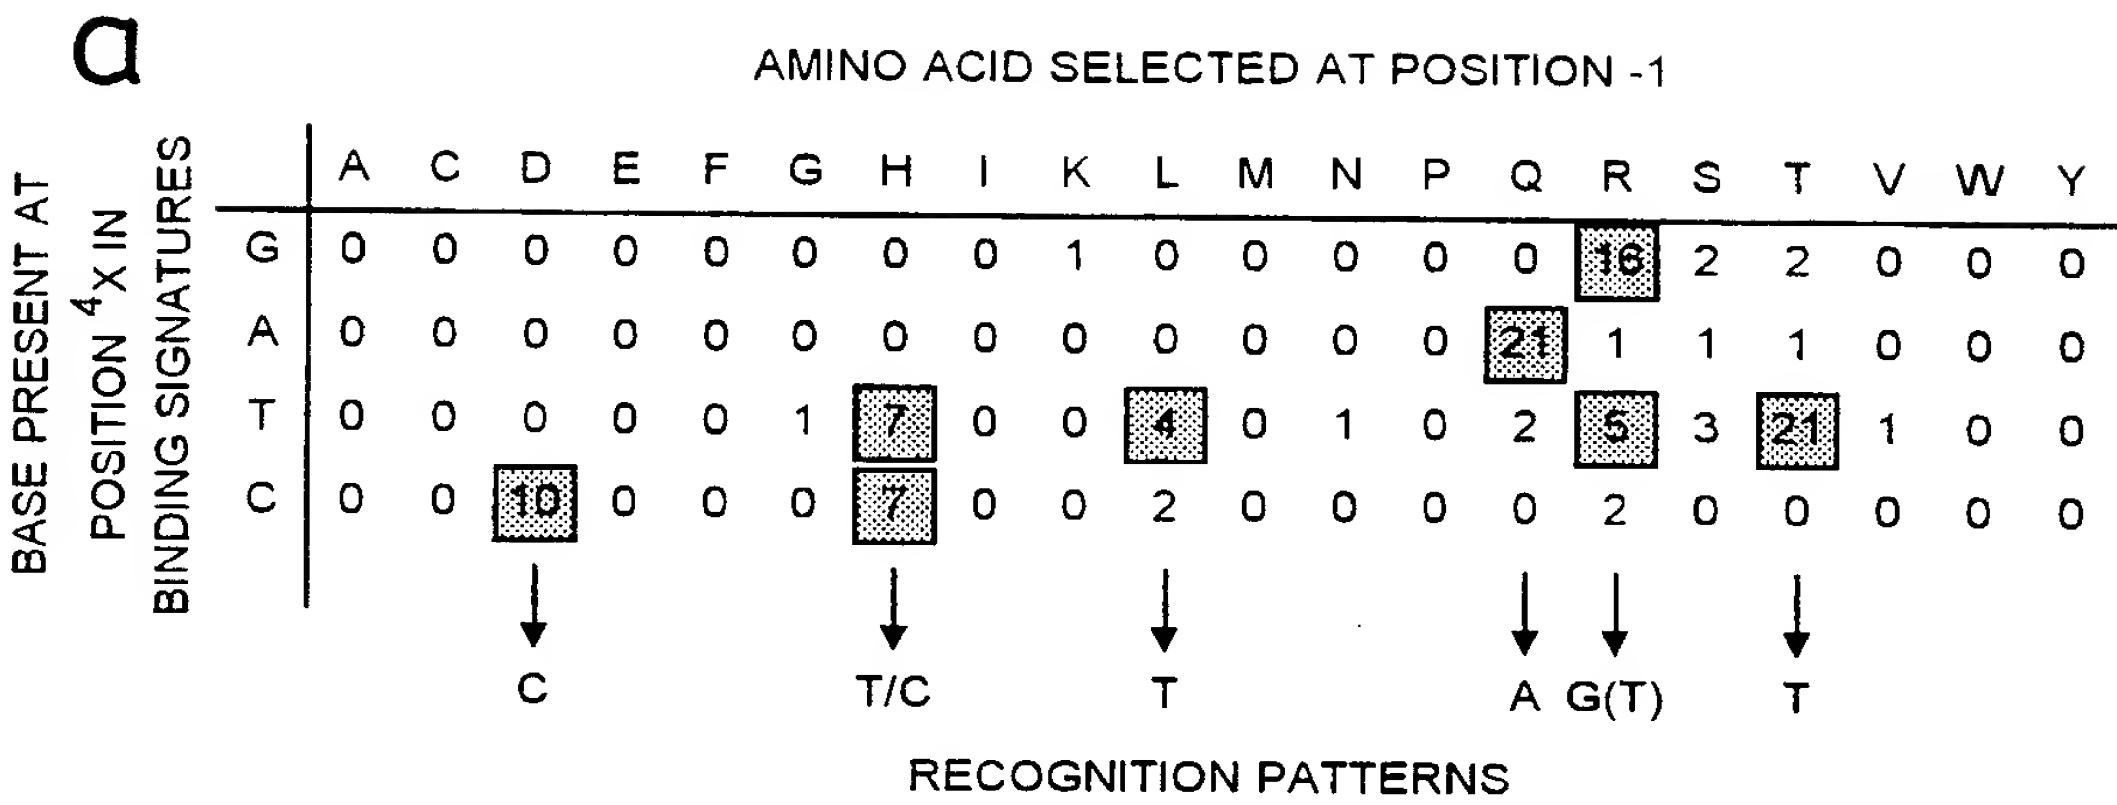 a
AMINO ACID SELECTED AT POSITION -1
BASE PRESENT AT
POSITION ⁴X IN
BINDING SIGNATURES
A C D E F G H I K L M N P Q R S T V W Y
G 0 0 0 0 0 0 0 0 1 0 0 0 0 0 16 2 2 0 0 0
A 0 0 0 0 0 0 0 0 0 0 0 0 0 21 1 1 1 0 0 0
T 0 0 0 0 0 1 7 0 0 4 0 1 0 2 5 3 21 1 0 0
C 0 0 10 0 0 0 7 0 0 2 0 0 0 0 2 0 0 0 0 0
C T/C T A G(T) T
RECOGNITION PATTERNS